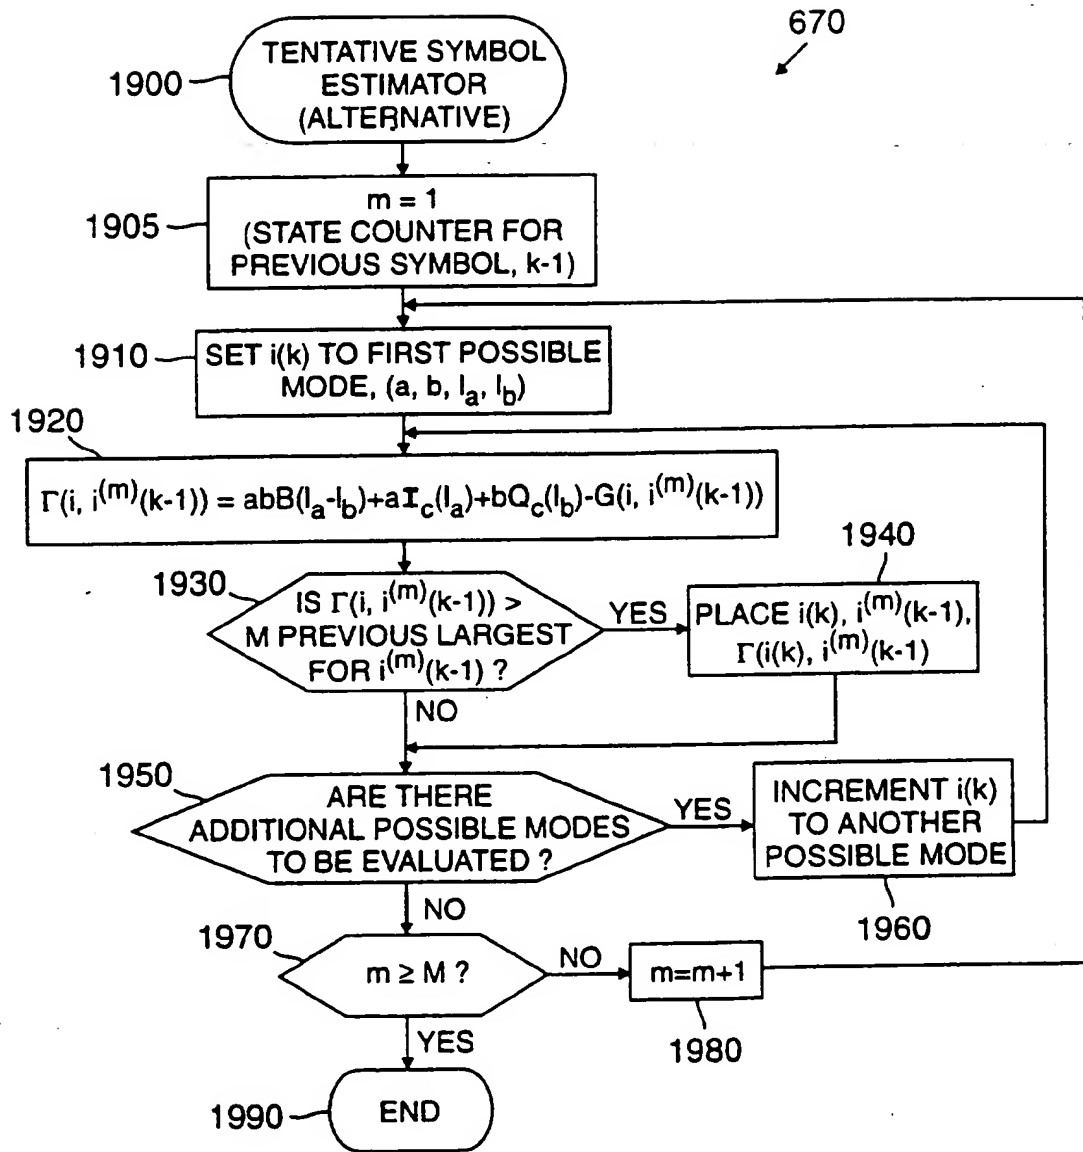 670
1900
TENTATIVE SYMBOL
ESTIMATOR
(ALTERNATIVE)
1905
m = 1
(STATE COUNTER FOR
PREVIOUS SYMBOL, k-1)
1910
SET i(k) TO FIRST POSSIBLE
MODE, (a, b, l_a, l_b)
1920
Γ(i, i^(m)(k-1)) = abB(l_a-l_b)+aI_c(l_a)+bQ_c(l_b)-G(i, i^(m)(k-1))
1930
IS Γ(i, i^(m)(k-1)) >
M PREVIOUS LARGEST
FOR i^(m)(k-1) ?
YES
1940
PLACE i(k), i^(m)(k-1),
Γ(i(k), i^(m)(k-1)
NO
1950
ARE THERE
ADDITIONAL POSSIBLE MODES
TO BE EVALUATED ?
YES
INCREMENT i(k)
TO ANOTHER
POSSIBLE MODE
1960
NO
1970
m ≥ M ?
NO
m=m+1
1980
YES
1990
END